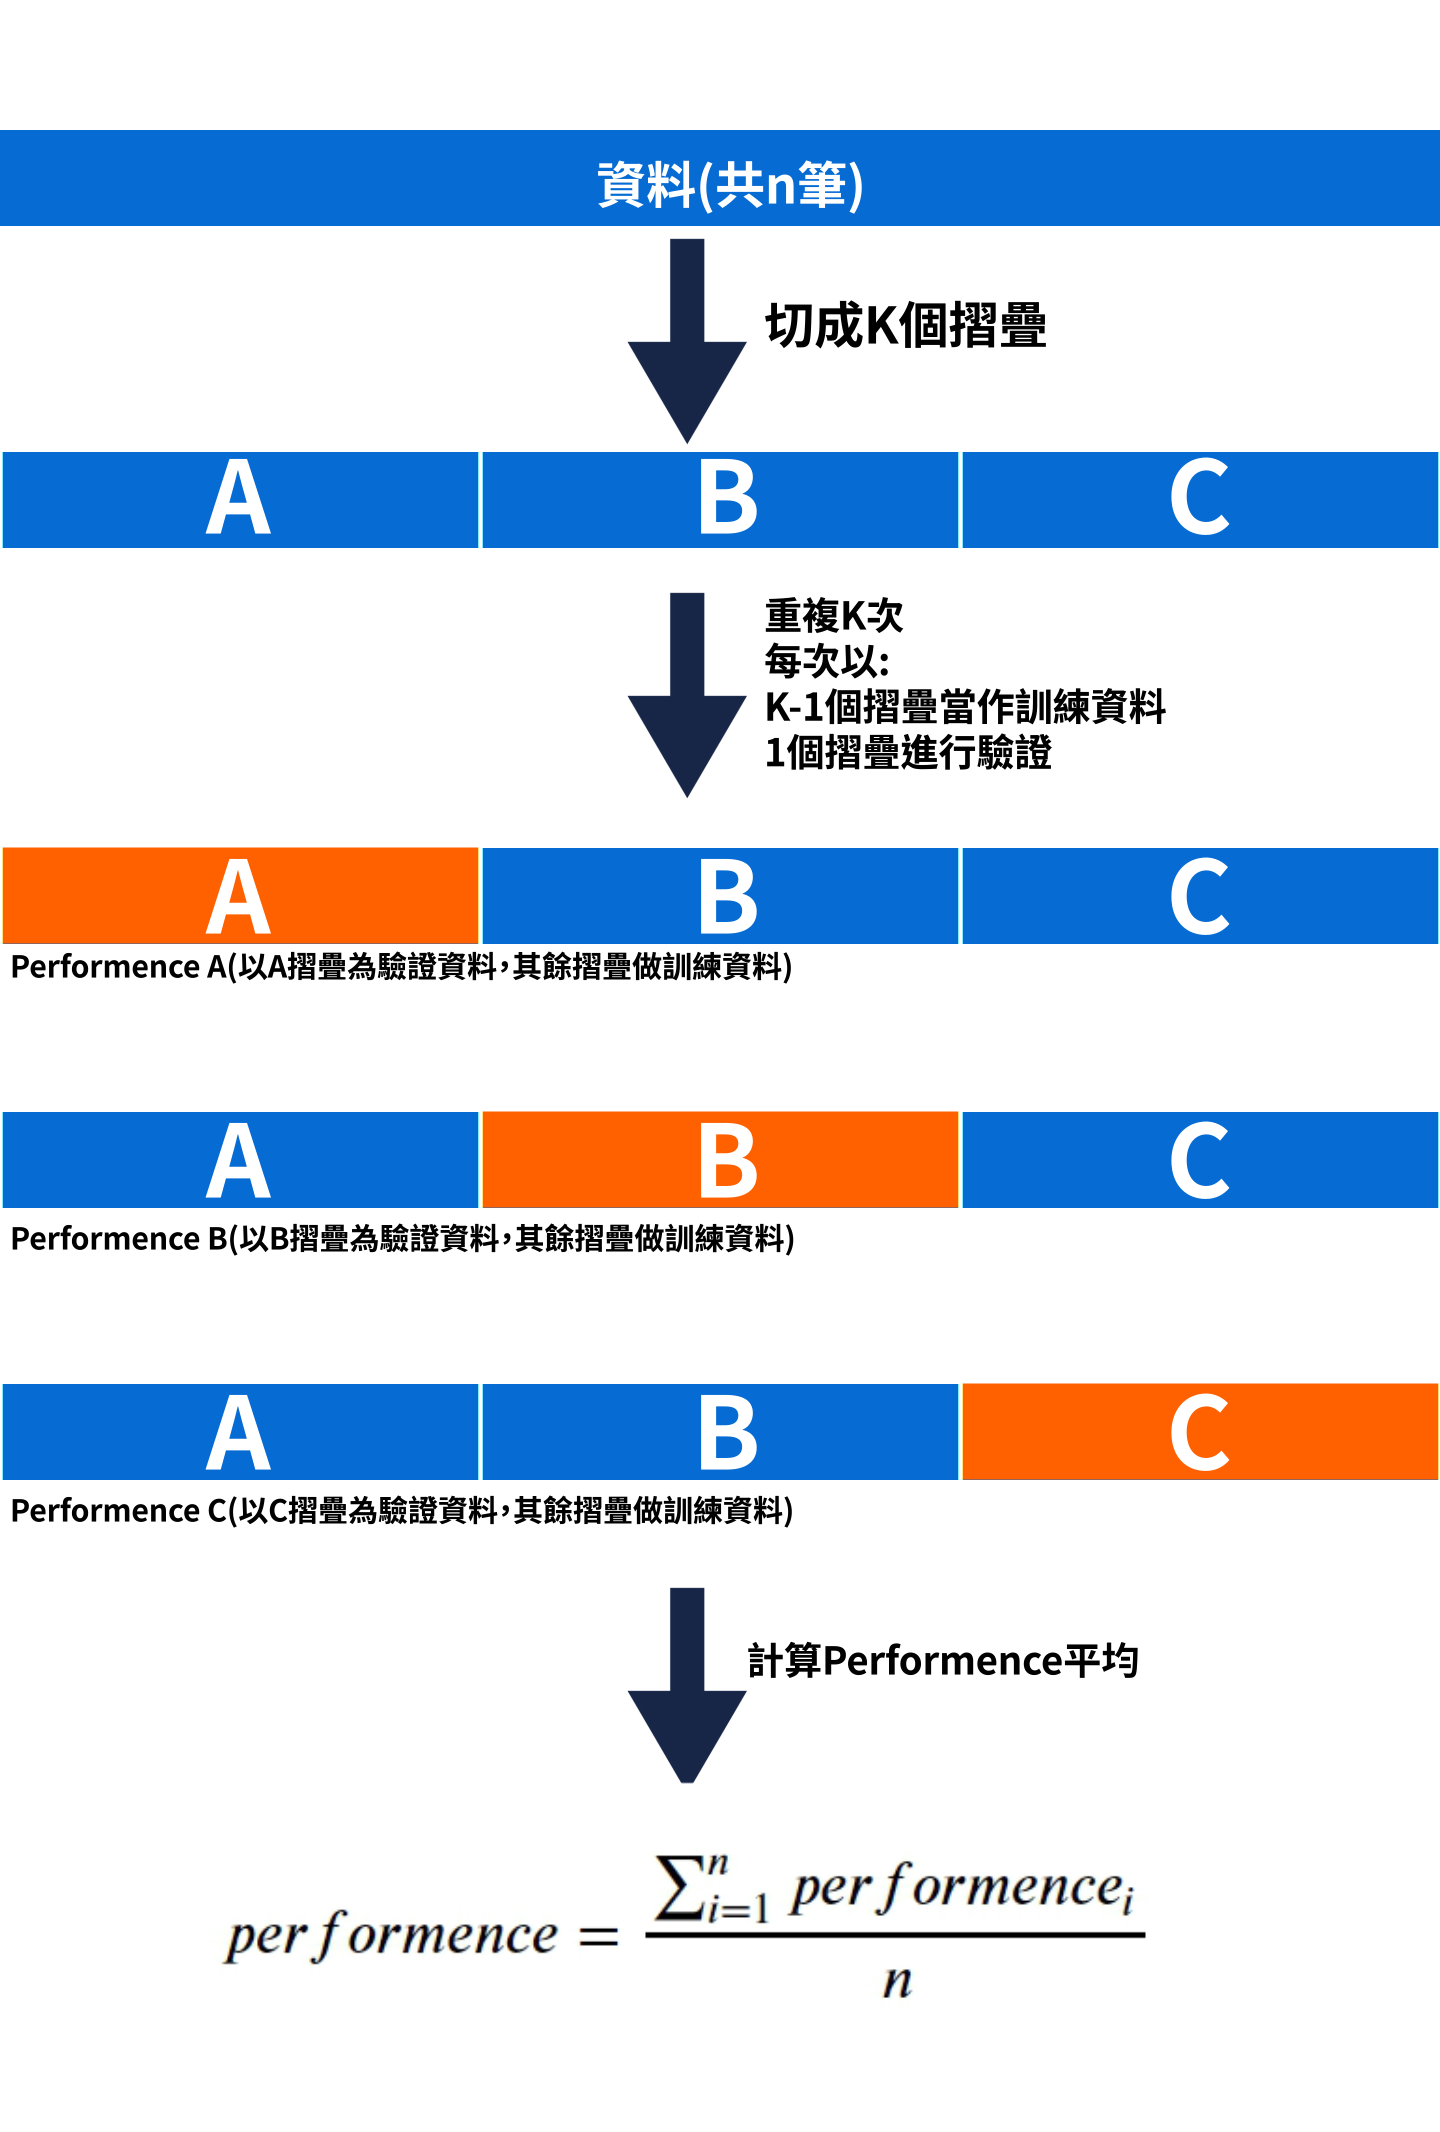 資料(共n筆)
切成K個摺疊
A B C
重複K次
每次以:
K-1個摺疊當作訓練資料
1個摺疊進行驗證
A B C
Performence A(以A摺疊為驗證資料，其餘摺疊做訓練資料)
A B C
Performence B(以B摺疊為驗證資料，其餘摺疊做訓練資料)
A B C
Performence C(以C摺疊為驗證資料，其餘摺疊做訓練資料)
計算Performence平均
performence = \frac{\sum_{i=1}^{n} performence_i}{n}